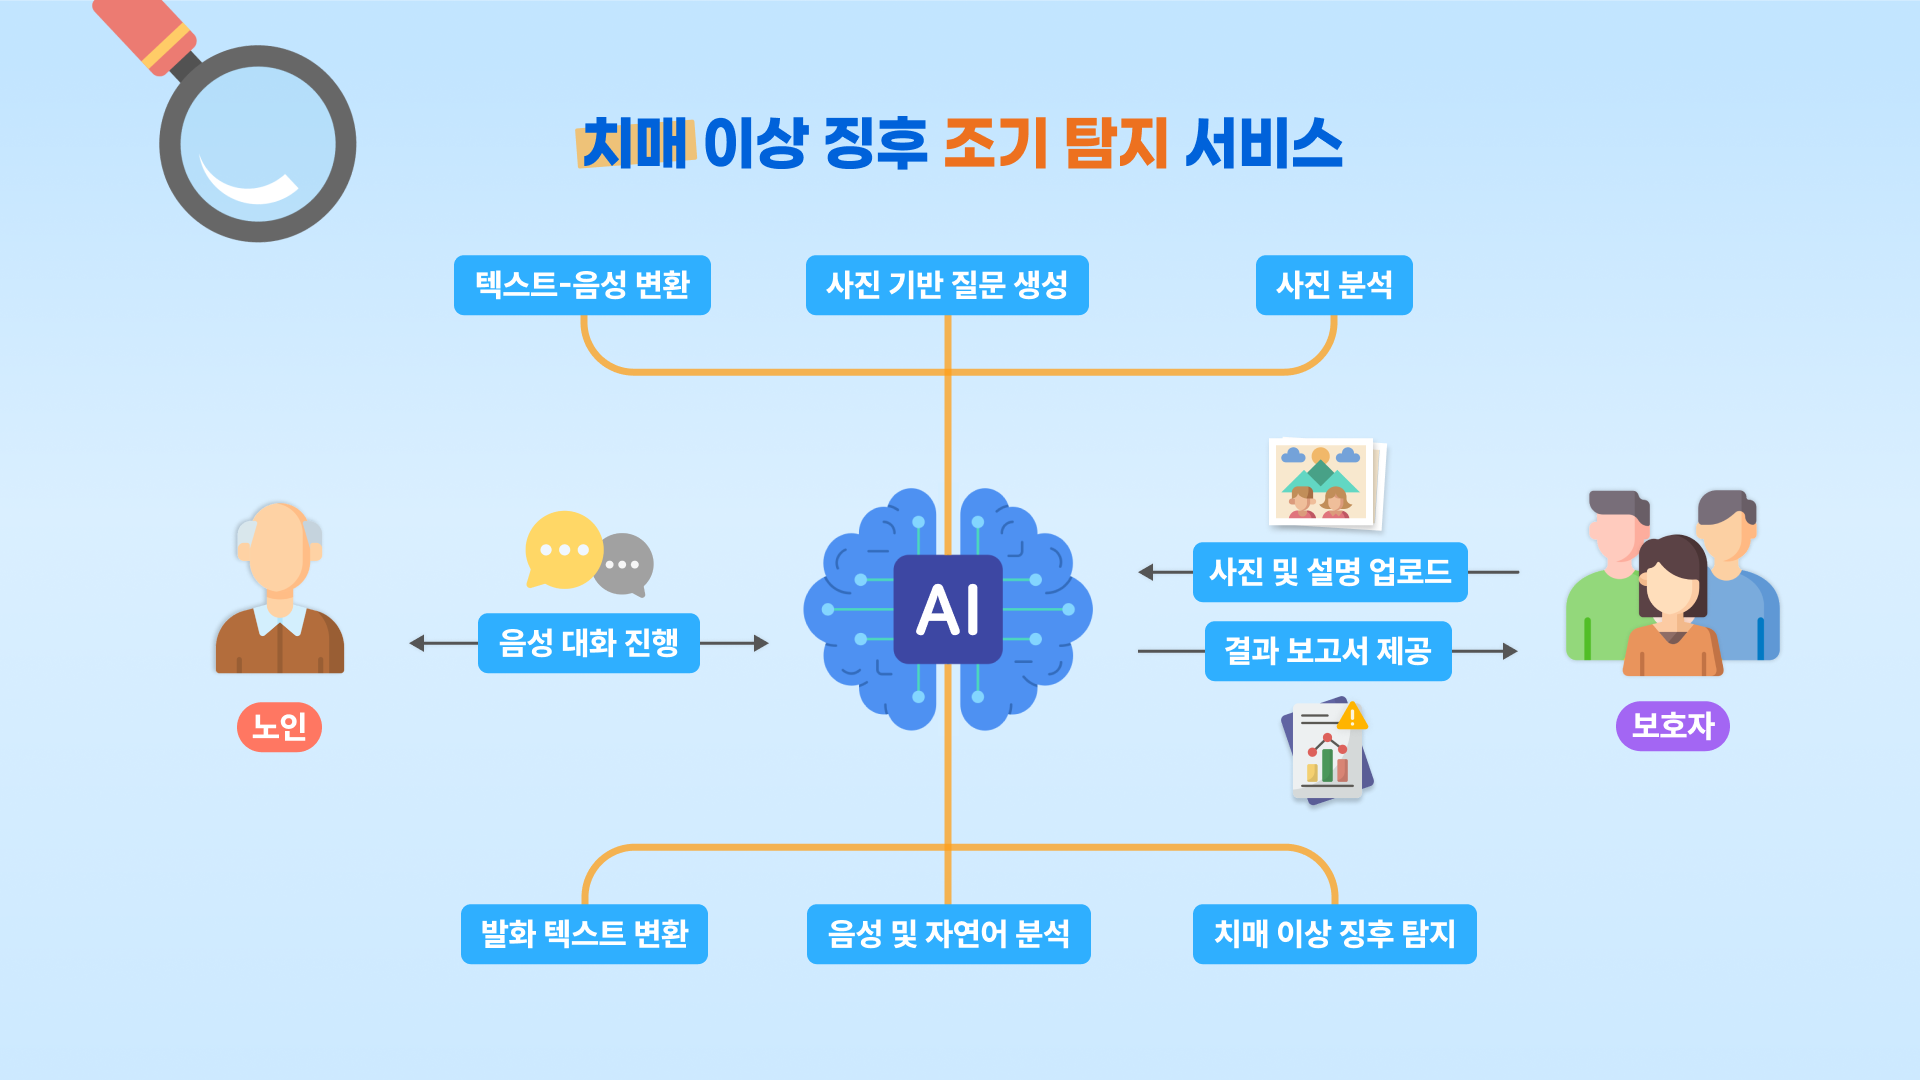 치매 이상 징후 조기 탐지 서비스
텍스트-음성 변환
사진 기반 질문 생성
사진 분석
음성 대화 진행
AI
사진 및 설명 업로드
결과 보고서 제공
노인
보호자
발화 텍스트 변환
음성 및 자연어 분석
치매 이상 징후 탐지